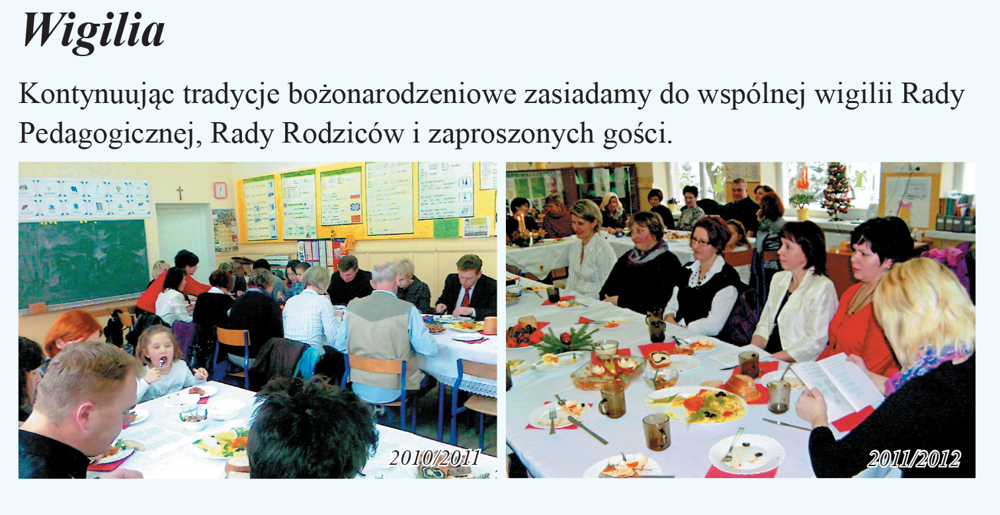 Wigilia
Kontynuując tradycje bożonarodzeniowe zasiadamy do wspólnej wigilii Rady
Pedagogicznej, Rady Rodziców i zaproszonych gości.
2010/2011
2011/2012